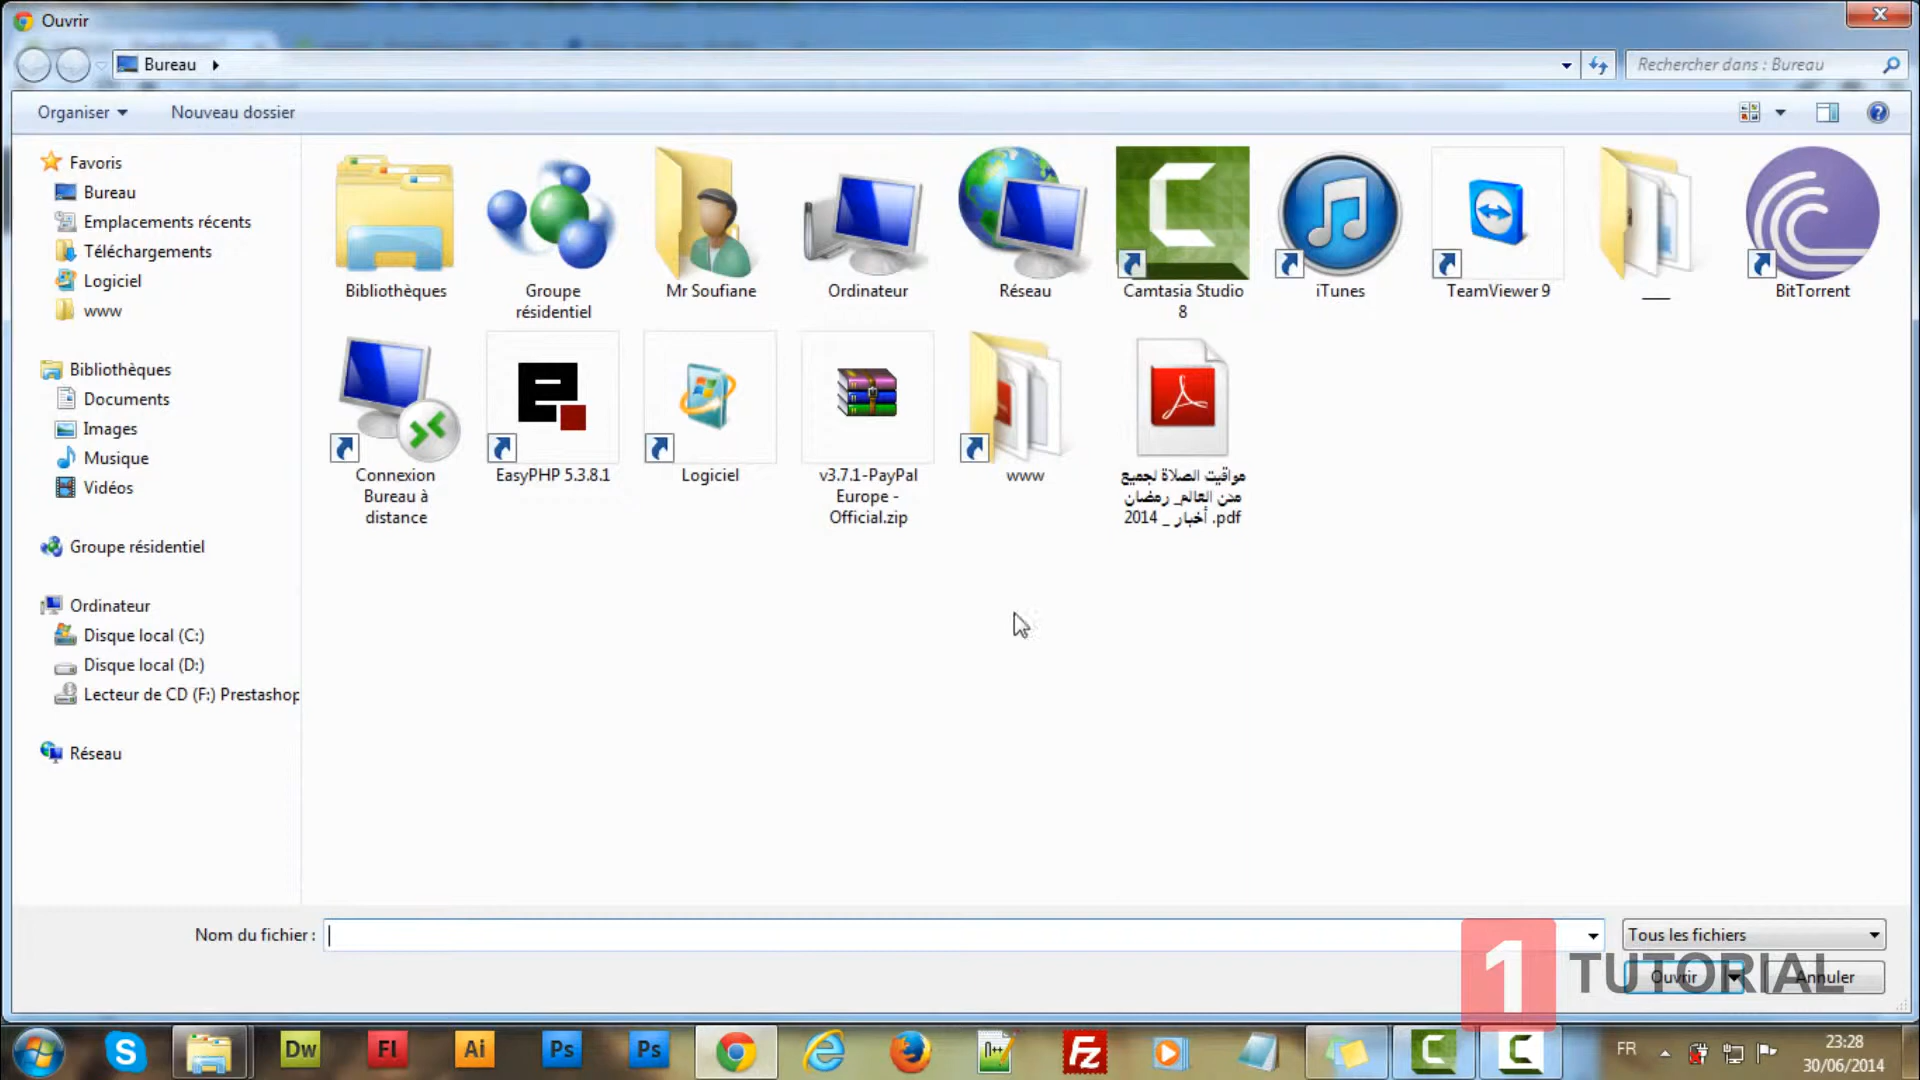 Ouvrir
Bureau
Rechercher dans : Bureau
Organiser
Nouveau dossier
Favoris
Bureau
Emplacements récents
Téléchargements
Logiciel
www
Bibliothèques
Documents
Images
Musique
Vidéos
Groupe résidentiel
Ordinateur
Disque local (C:)
Disque local (D:)
Lecteur de CD (F:) Prestashop
Réseau
Bibliothèques
Groupe
résidentiel
Mr Soufiane
Ordinateur
Réseau
Camtasia Studio
8
iTunes
TeamViewer 9
___
BitTorrent
Connexion
Bureau à
distance
EasyPHP 5.3.8.1
Logiciel
v3.7.1-PayPal
Europe -
Official.zip
www
مواقيت الصلاة لجميع
مدن العالم_ رمضان
2014 _ أخبار .pdf
Nom du fichier :
Tous les fichiers
Ouvrir
Annuler
1 TUTORIAL
S
Dw
Fl
Ai
Ps
Ps
n++
Fz
C
C
FR
23:28
30/06/2014